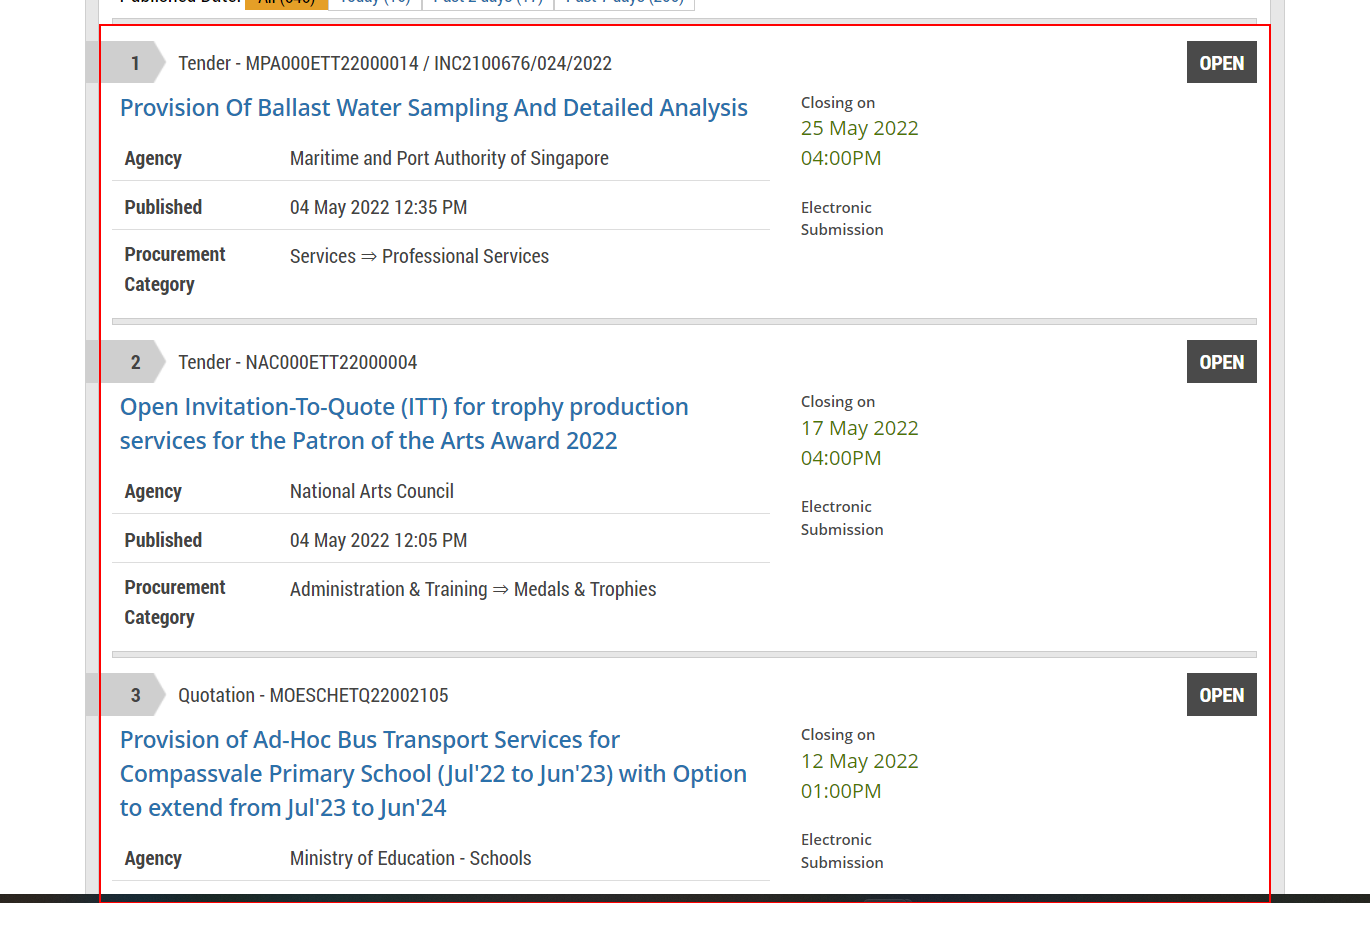 1 Tender - MPA000ETT22000014 / INC2100676/024/2022 OPEN
Provision Of Ballast Water Sampling And Detailed Analysis
Closing on
25 May 2022
04:00PM
Agency Maritime and Port Authority of Singapore
Published 04 May 2022 12:35 PM
Electronic
Submission
Procurement
Category
Services ⇒ Professional Services
2 Tender - NAC000ETT22000004 OPEN
Open Invitation-To-Quote (ITT) for trophy production
services for the Patron of the Arts Award 2022
Closing on
17 May 2022
04:00PM
Agency National Arts Council
Electronic
Submission
Published 04 May 2022 12:05 PM
Procurement
Category
Administration & Training ⇒ Medals & Trophies
3 Quotation - MOESCHETQ22002105 OPEN
Provision of Ad-Hoc Bus Transport Services for
Compassvale Primary School (Jul'22 to Jun'23) with Option
to extend from Jul'23 to Jun'24
Closing on
12 May 2022
01:00PM
Agency Ministry of Education - Schools
Electronic
Submission